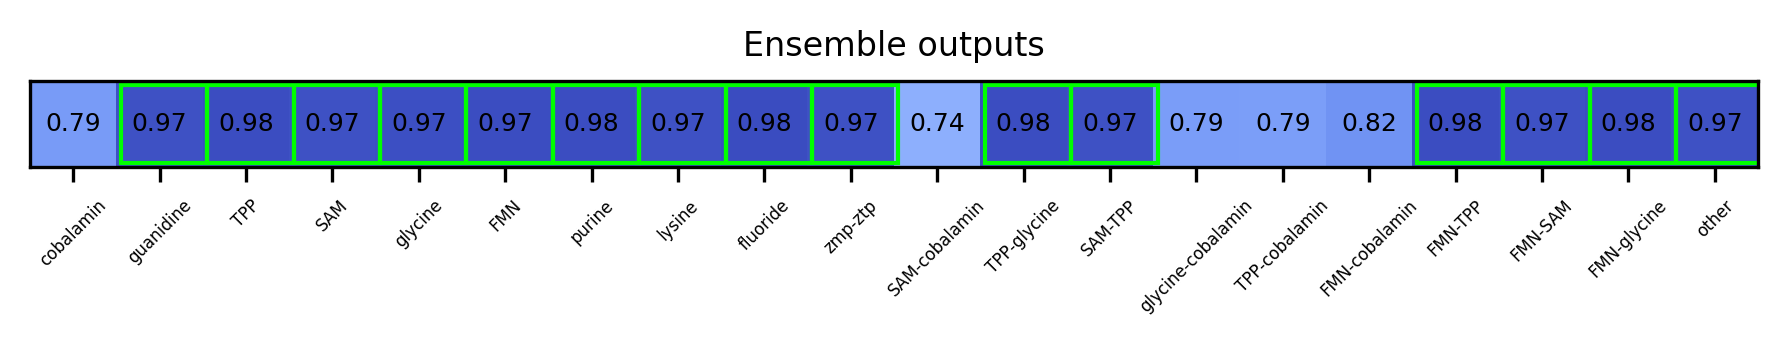 Ensemble outputs
0.79 0.97 0.98 0.97 0.97 0.97 0.98 0.97 0.98 0.97 0.74 0.98 0.97 0.79 0.79 0.82 0.98 0.97 0.98 0.97
cobalamin
guanidine
TPP
SAM
glycine
FMN
purine
lysine
fluoride
zmp-ztp
SAM-cobalamin
TPP-glycine
SAM-TPP
glycine-cobalamin
TPP-cobalamin
FMN-cobalamin
FMN-TPP
FMN-SAM
FMN-glycine
other